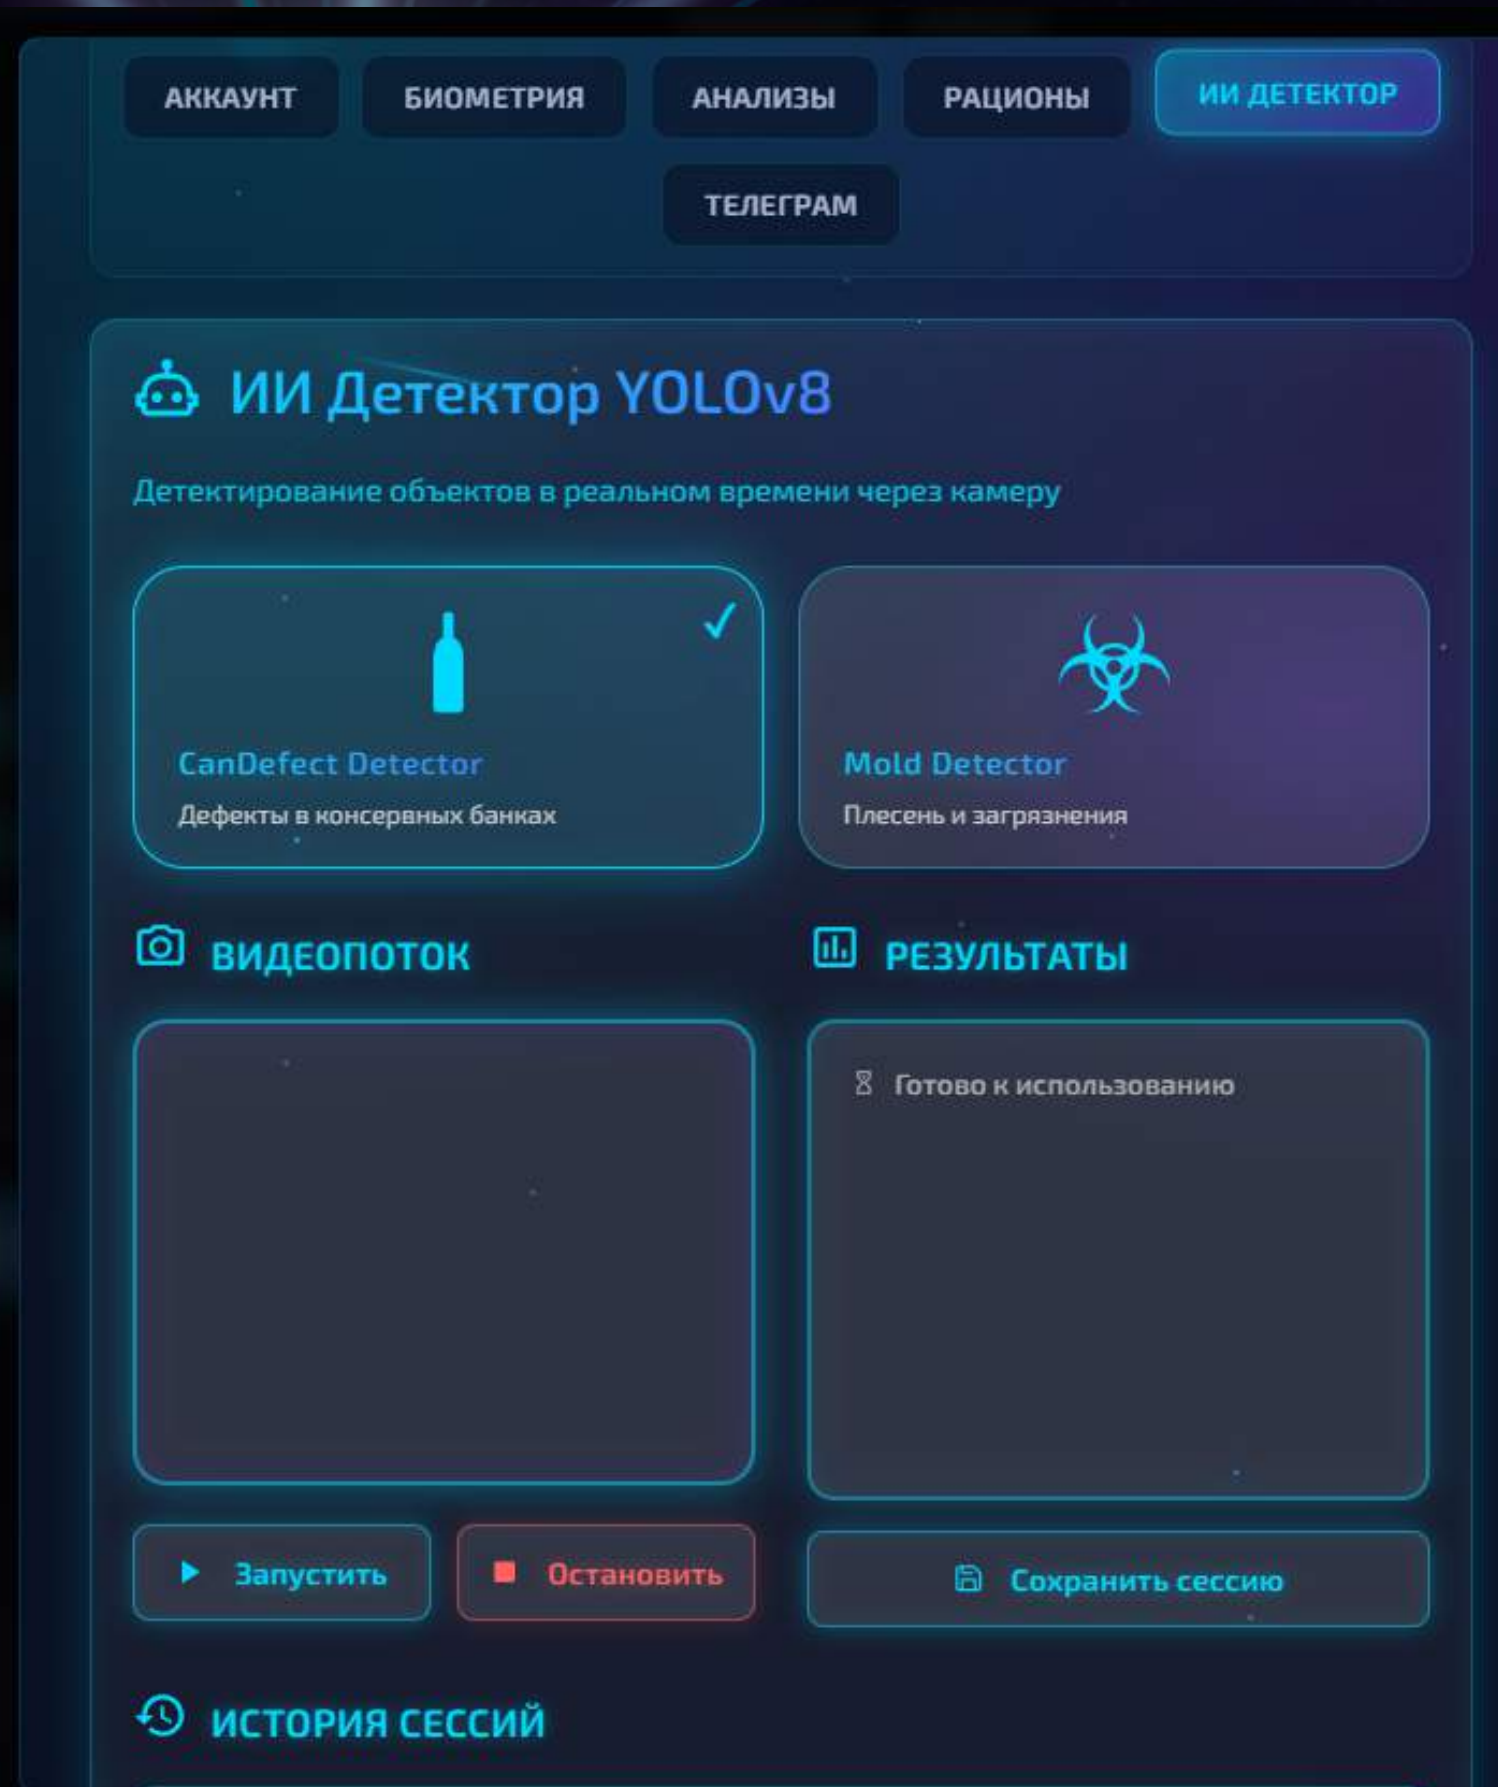 АККАУНТ
БИОМЕТРИЯ
АНАЛИЗЫ
РАЦИОНЫ
ИИ ДЕТЕКТОР
ТЕЛЕГРАМ
ИИ Детектор YOLOv8
Детектирование объектов в реальном времени через камеру
CanDefect Detector
Дефекты в консервных банках
Mold Detector
Плесень и загрязнения
ВИДЕОПОТОК
РЕЗУЛЬТАТЫ
Готово к использованию
Запустить
Остановить
Сохранить сессию
ИСТОРИЯ СЕССИЙ